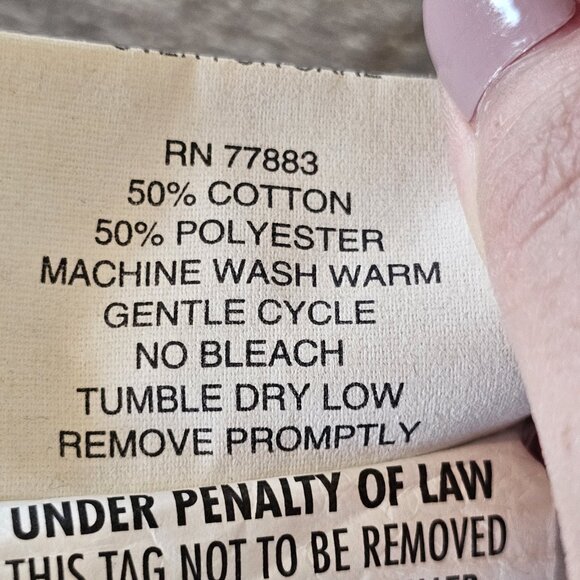 RN 77883
50% COTTON
50% POLYESTER
MACHINE WASH WARM
GENTLE CYCLE
NO BLEACH
TUMBLE DRY LOW
REMOVE PROMPTLY
UNDER PENALTY OF LAW
THIS TAG NOT TO BE REMOVED